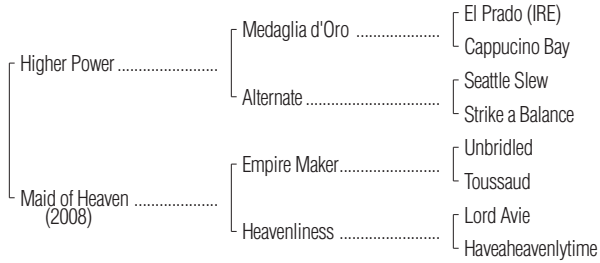 El Prado (IRE)
Medaglia d'Oro ....................
Cappucino Bay
Higher Power ........................
Seattle Slew
Alternate ................................
Strike a Balance
Unbridled
Empire Maker........................
Toussaud
Maid of Heaven ....................
(2008)
Lord Avie
Heavenliness ........................
Haveaheavenlytime